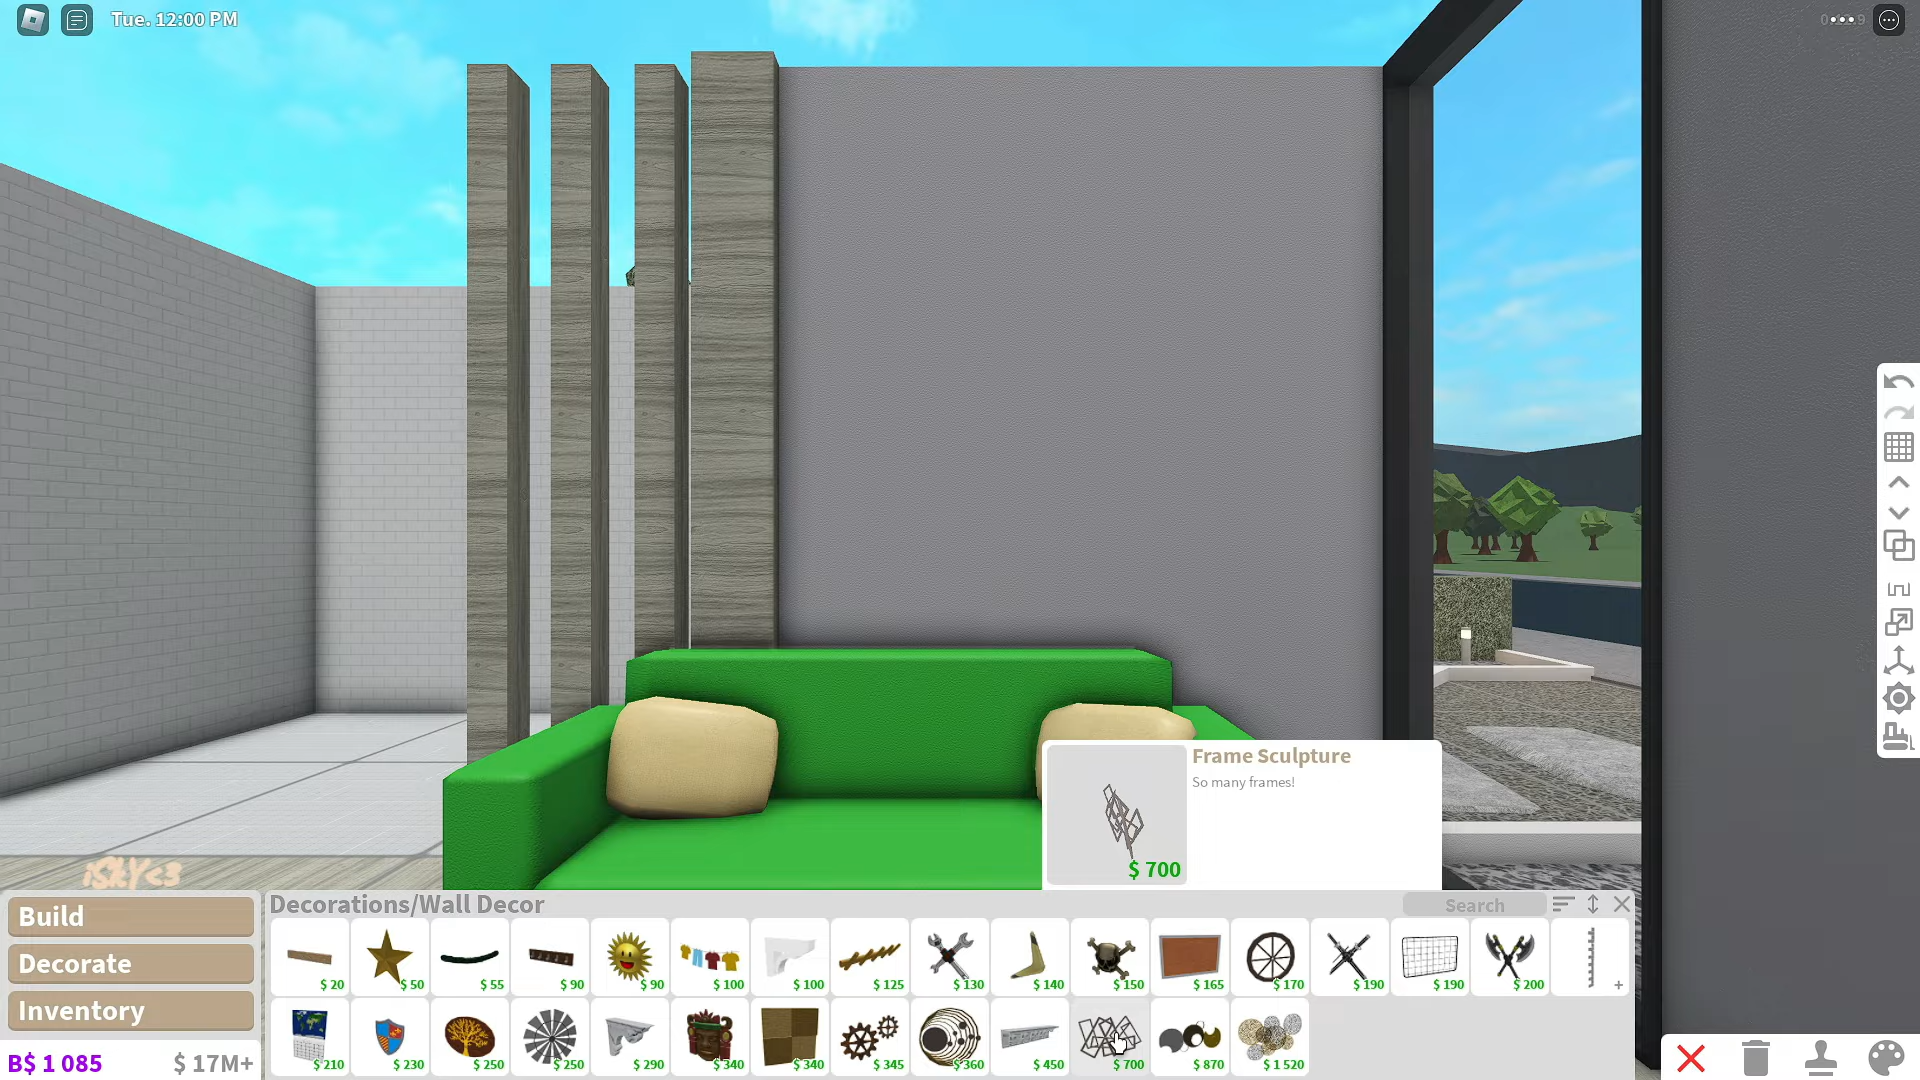 Tue. 12:00 PM
Frame Sculpture
So many frames!
$ 700
iSkY<3
Build
Decorate
Inventory
B$ 1 085
$ 17M+
Decorations/Wall Decor
Search
$ 20
$ 50
$ 55
$ 90
$ 90
$ 100
$ 100
$ 125
$ 130
$ 140
$ 150
$ 165
$ 170
$ 190
$ 190
$ 200
+
$ 210
$ 230
$ 250
$ 250
$ 290
$ 340
$ 340
$ 345
$ 360
$ 450
$ 700
$ 870
$ 1 520